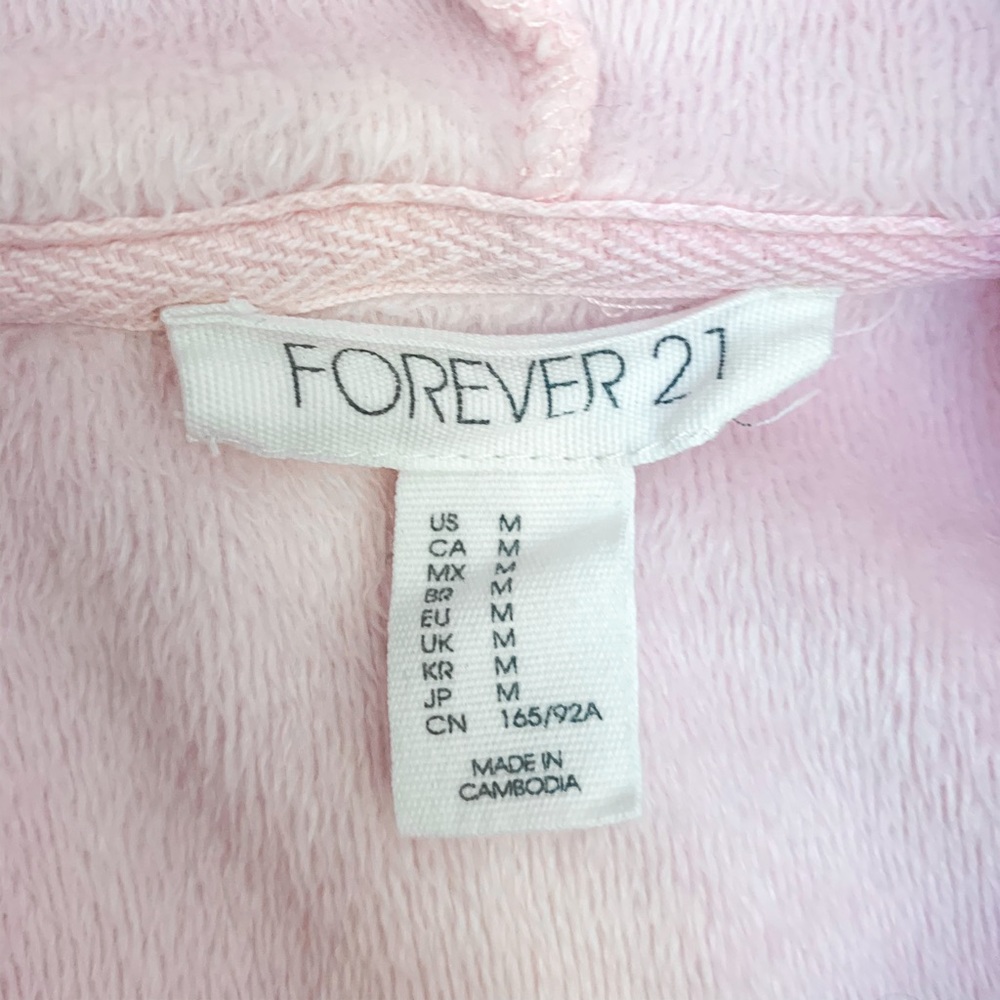 FOREVER 21
US M
CA M
MX M
BR M
EU M
UK M
KR M
JP M
CN 165/92A
MADE IN
CAMBODIA